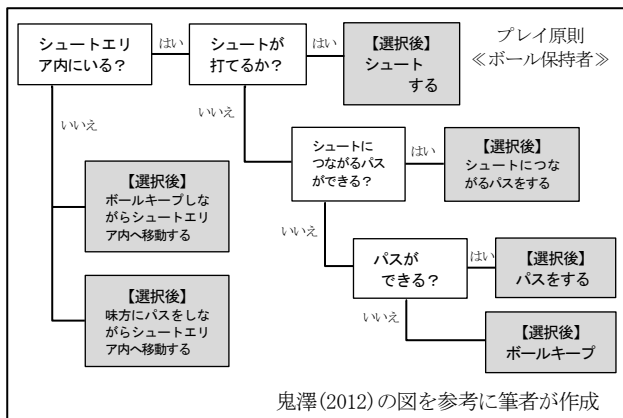 シュートエリ
ア内にいる？
はい
シュートが
打てるか？
はい
【選択後】
シュート
する
プレイ原則
≪ボール保持者≫
いいえ
いいえ
シュートに
つながるパス
ができる？
はい
【選択後】
シュートにつな
がるパスをする
【選択後】
ボールキープしな
がらシュートエリ
ア内へ移動する
いいえ
パスが
できる？
はい
【選択後】
パスをする
【選択後】
味方にパスをしな
がらシュートエリ
ア内へ移動する
いいえ
【選択後】
ボールキープ
鬼澤(2012)の図を参考に筆者が作成